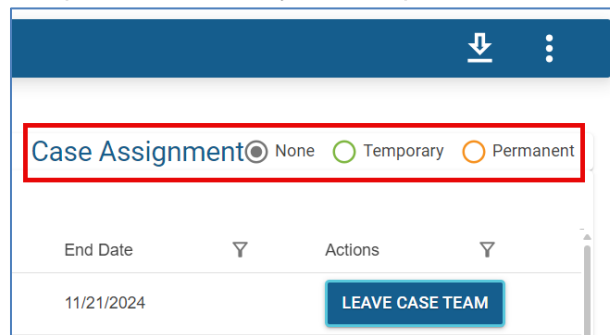 Case Assignment None Temporary Permanent
End Date Actions
11/21/2024 LEAVE CASE TEAM